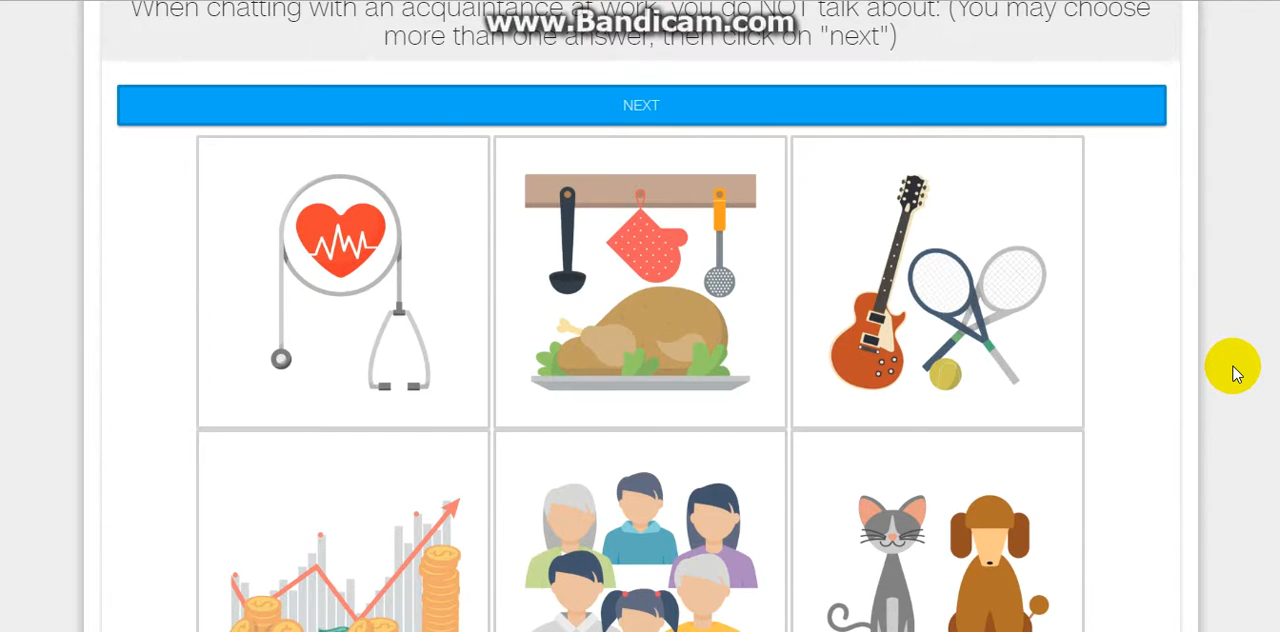 When chatting with an acquaintance at work, you do NOT talk about: (You may choose
www.Bandicam.com
more than one answer, then click on "next")
NEXT